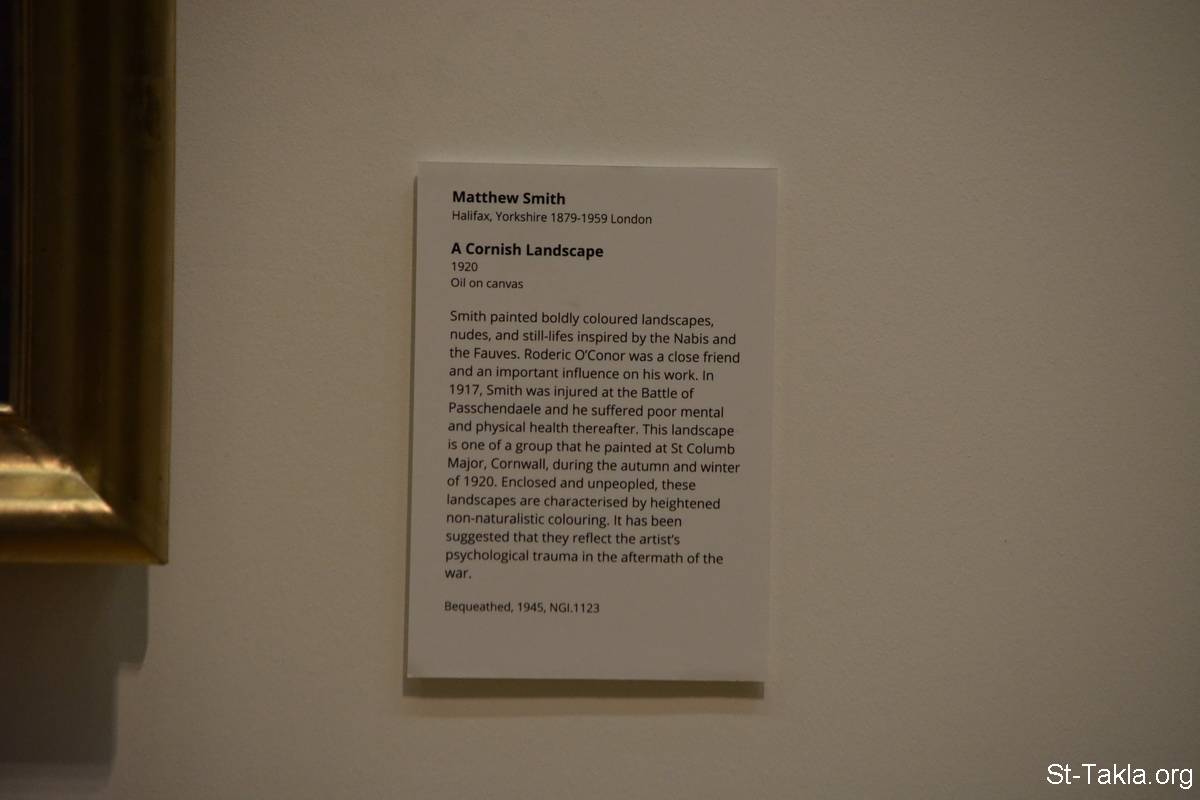 Matthew Smith
Halifax, Yorkshire 1879-1959 London
A Cornish Landscape
1920
Oil on canvas
Smith painted boldly coloured landscapes,
nudes, and still-lifes inspired by the Nabis and
the Fauves. Roderic O'Conor was a close friend
and an important influence on his work. In
1917, Smith was injured at the Battle of
Passchendaele and he suffered poor mental
and physical health thereafter. This landscape
is one of a group that he painted at St Columb
Major, Cornwall, during the autumn and winter
of 1920. Enclosed and unpeopled, these
landscapes are characterised by heightened
non-naturalistic colouring. It has been
suggested that they reflect the artist's
psychological trauma in the aftermath of the
war.
Bequeathed, 1945, NGI.1123
St-Takla.org